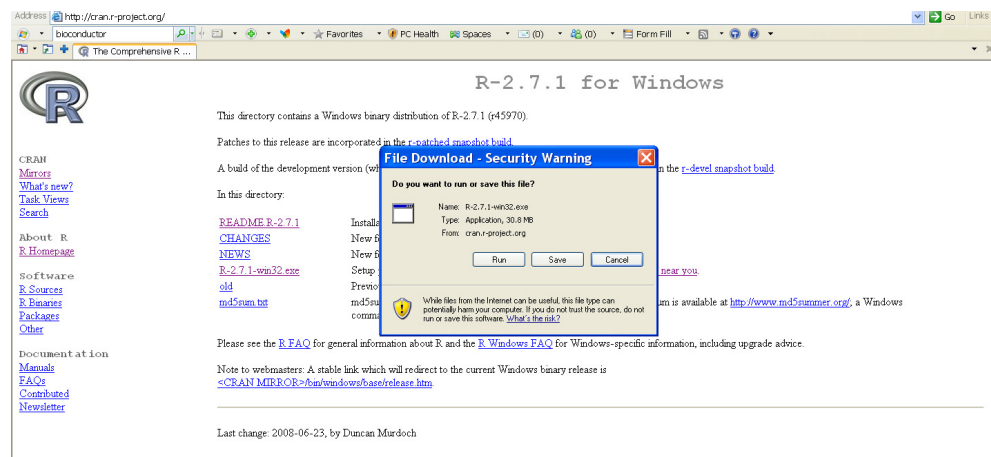 Address http://cran.r-project.org/ Go Links
bioconductor Favorites PC Health Spaces (0) (0) Form Fill
The Comprehensive R ...
R
R-2.7.1 for Windows
This directory contains a Windows binary distribution of R-2.7.1 (r45970).
Patches to this release are incorporated in the r-patched snapshot build.
A build of the development version (wh
n the r-devel snapshot build.
In this directory:
README.R-2.7.1 Installa
CHANGES New f
NEWS New f
R-2.7.1-win32.exe Setup
near you.
old Previo
md5sum.txt md5su
um is available at http://www.md5summer.org/; a Windows
comma
Please see the R FAQ for general information about R and the R Windows FAQ for Windows-specific information, including upgrade advice.
Note to webmasters: A stable link which will redirect to the current Windows binary release is
<CRAN MIRROR>/bin/windows/base/release.htm.
Last change: 2008-06-23, by Duncan Murdoch
CRAN
Mirrors
What's new?
Task Views
Search
About R
R Homepage
Software
R Sources
R Binaries
Packages
Other
Documentation
Manuals
FAQs
Contributed
Newsletter
File Download - Security Warning
Do you want to run or save this file?
Name: R-2.7.1-win32.exe
Type: Application, 30.8 MB
From: cran.r-project.org
Run Save Cancel
While files from the Internet can be useful, this file type can
potentially harm your computer. If you do not trust the source, do not
run or save this software. What's the risk?